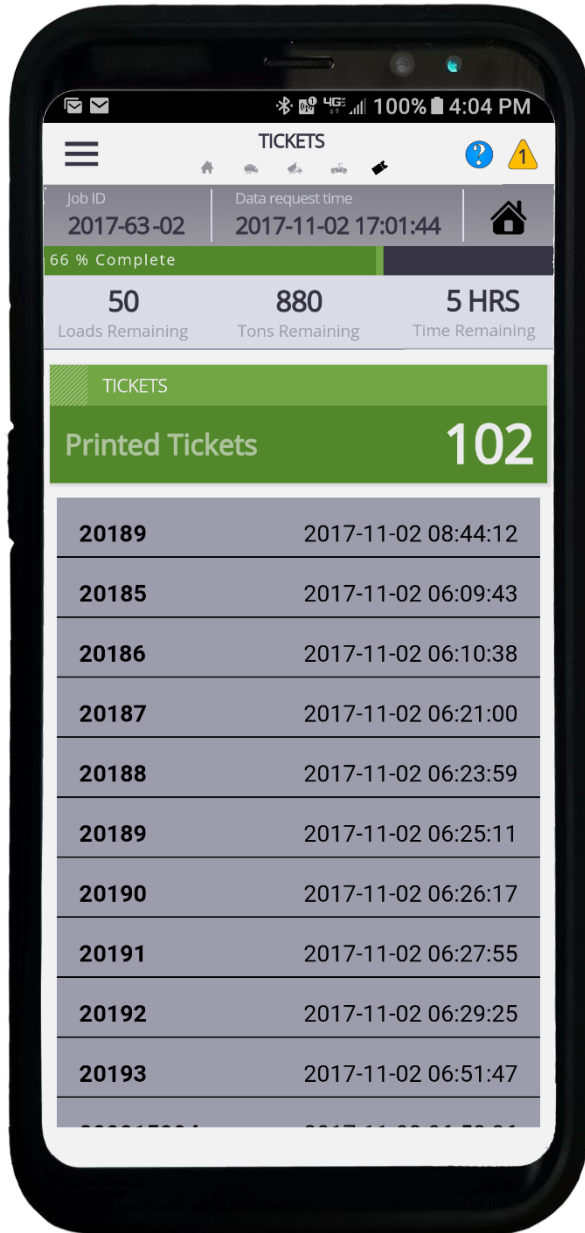 100% 4:04 PM
TICKETS
? 1
Job ID Data request time
2017-63-02 2017-11-02 17:01:44
66 % Complete
50 880 5 HRS
Loads Remaining Tons Remaining Time Remaining
TICKETS
Printed Tickets 102
20189 2017-11-02 08:44:12
20185 2017-11-02 06:09:43
20186 2017-11-02 06:10:38
20187 2017-11-02 06:21:00
20188 2017-11-02 06:23:59
20189 2017-11-02 06:25:11
20190 2017-11-02 06:26:17
20191 2017-11-02 06:27:55
20192 2017-11-02 06:29:25
20193 2017-11-02 06:51:47